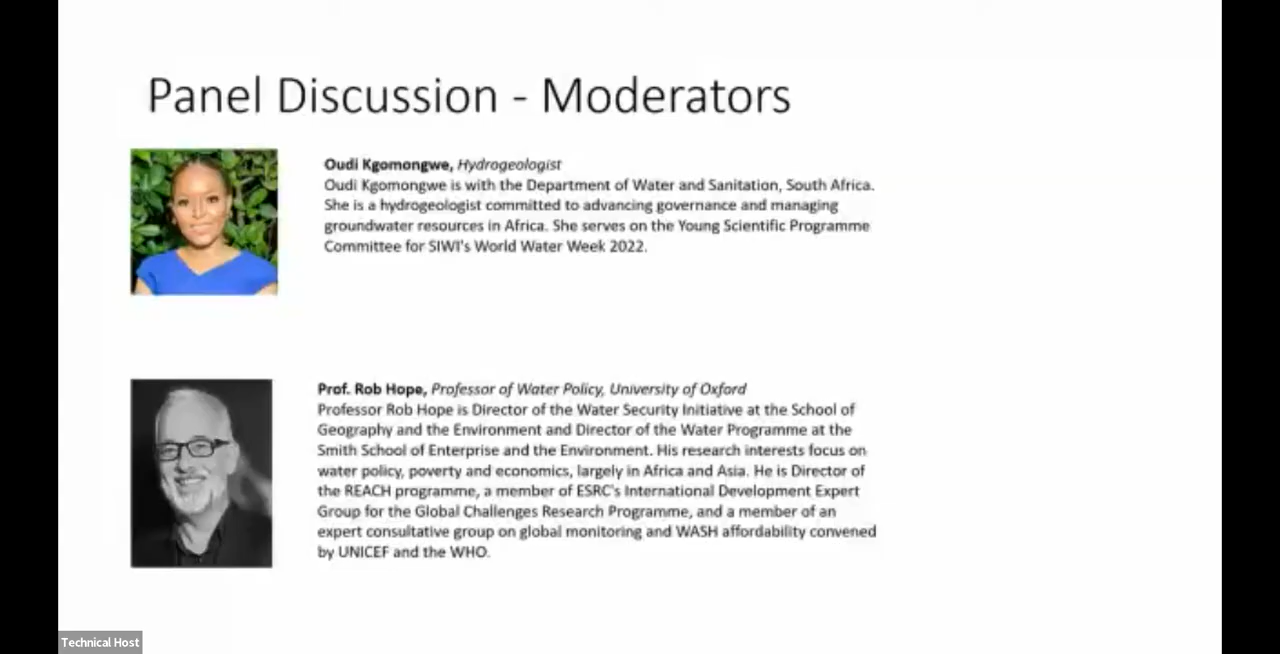 Panel Discussion - Moderators
Oudi Kgomongwe, Hydrogeologist
Oudi Kgomongwe is with the Department of Water and Sanitation, South Africa.
She is a hydrogeologist committed to advancing governance and managing
groundwater resources in Africa. She serves on the Young Scientific Programme
Committee for SIWI's World Water Week 2022.
Prof. Rob Hope, Professor of Water Policy, University of Oxford
Professor Rob Hope is Director of the Water Security Initiative at the School of
Geography and the Environment and Director of the Water Programme at the
Smith School of Enterprise and the Environment. His research interests focus on
water policy, poverty and economics, largely in Africa and Asia. He is Director of
the REACH programme, a member of ESRC's International Development Expert
Group for the Global Challenges Research Programme, and a member of an
expert consultative group on global monitoring and WASH affordability convened
by UNICEF and the WHO.
Technical Host